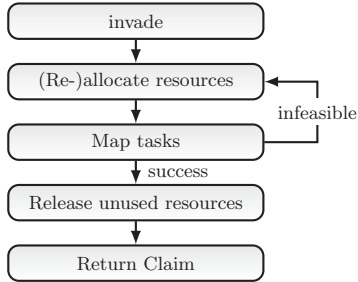 invade
(Re-)allocate resources
infeasible
Map tasks
success
Release unused resources
Return Claim